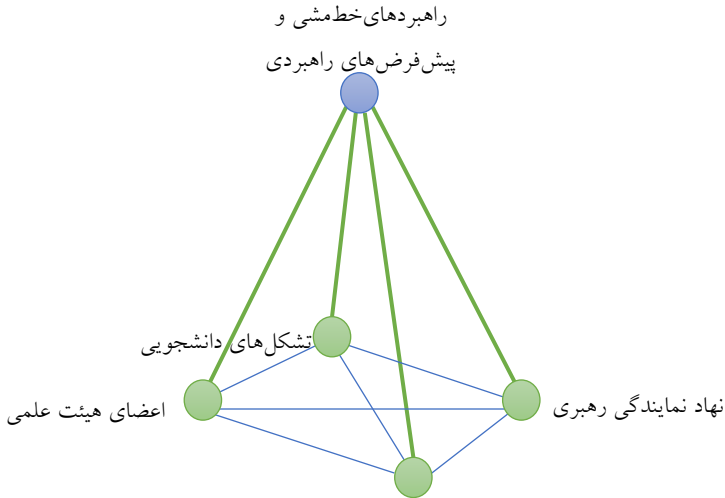 راهبردهای‌خط‌مشی و
پیش‌فرض‌های راهبردی
تشکل‌های دانشجویی
اعضای هیئت علمی
نهاد نمایندگی رهبری